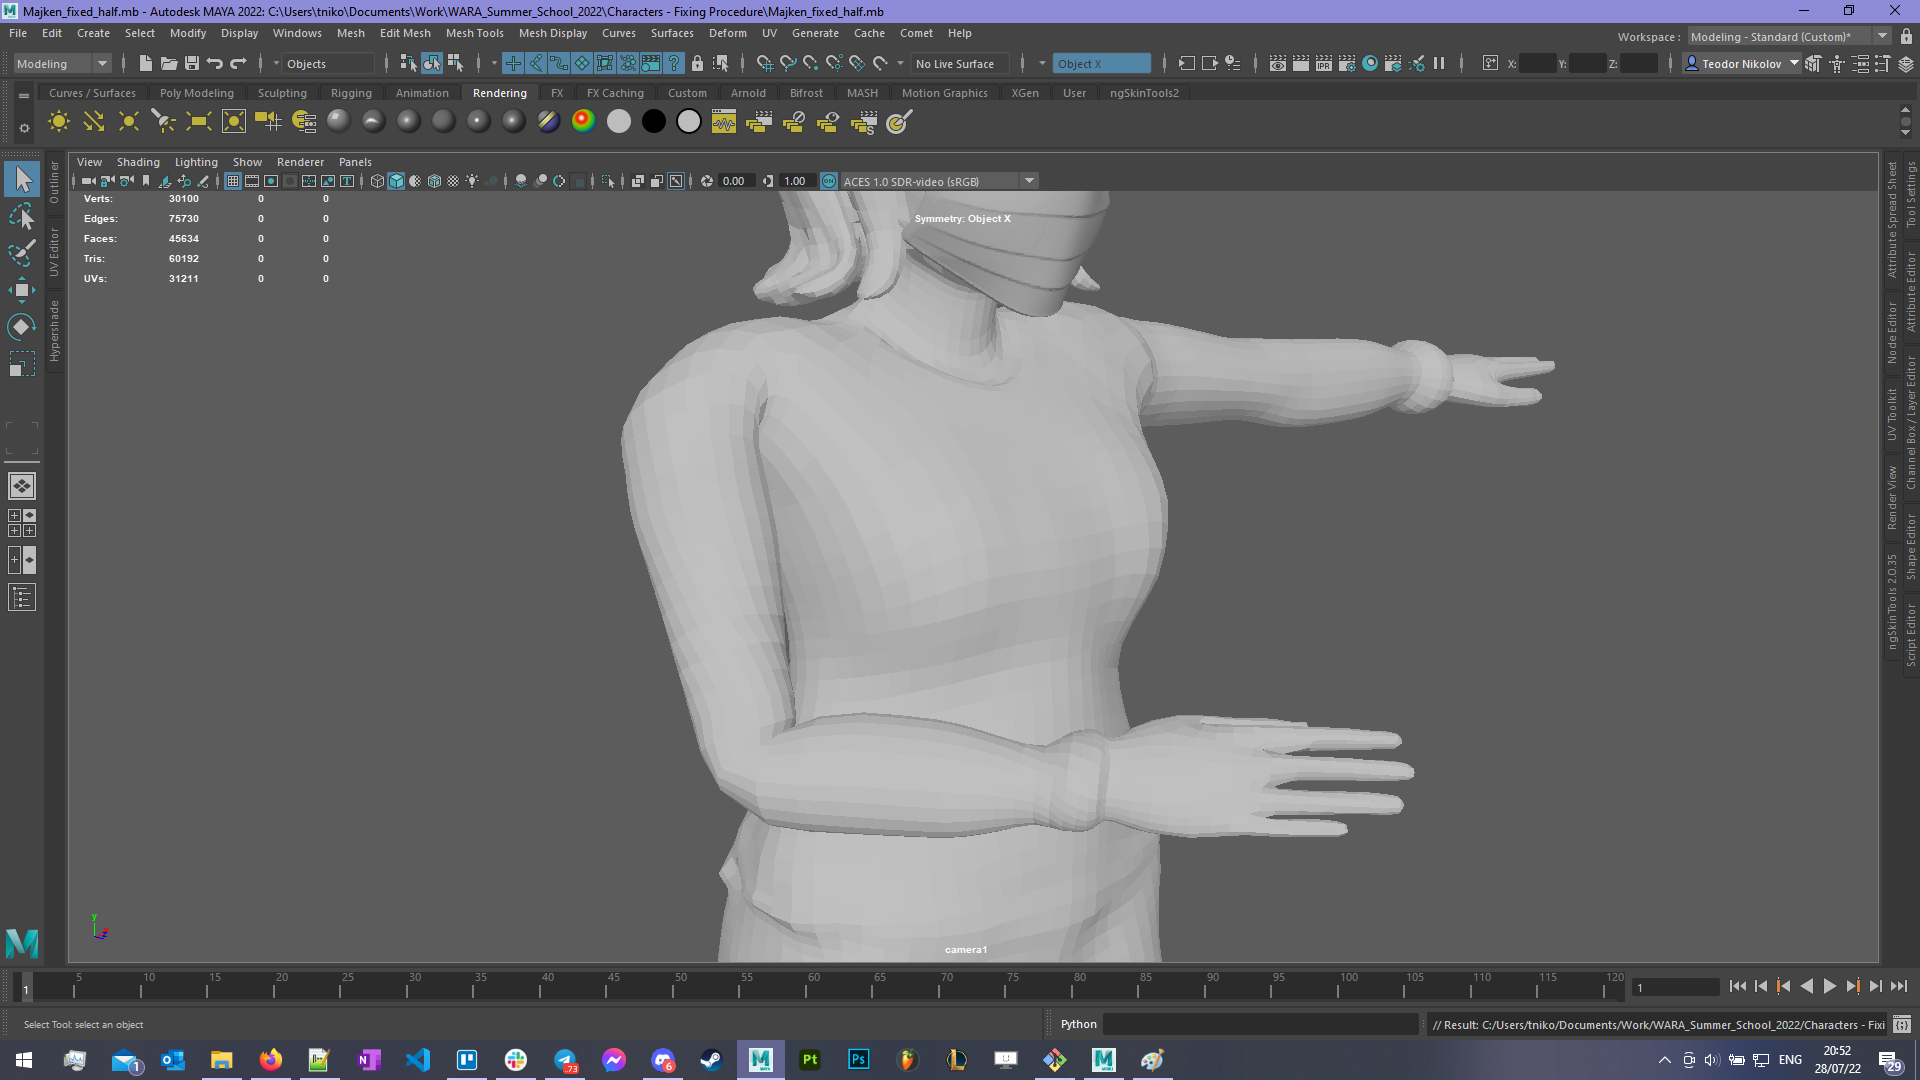 Majken_fixed_half.mb - Autodesk MAYA 2022: C:\Users\tniko\Documents\Work\WARA_Summer_School_2022\Characters - Fixing Procedure\Majken_fixed_half.mb
File Edit Create Select Modify Display Windows Mesh Edit Mesh Mesh Tools Mesh Display Curves Surfaces Deform UV Generate Cache Comet Help
Workspace : Modeling - Standard (Custom)*
Modeling Objects No Live Surface Object X X: Y: Z: Teodor Nikolov
Curves / Surfaces Poly Modeling Sculpting Rigging Animation Rendering FX FX Caching Custom Arnold Bifrost MASH Motion Graphics XGen User ngSkinTools2
View Shading Lighting Show Renderer Panels
0.00 1.00 ON ACES 1.0 SDR-video (sRGB)
Verts: 30100 0 0
Edges: 75730 0 0
Faces: 45634 0 0
Tris: 60192 0 0
UVs: 31211 0 0
Symmetry: Object X
Outliner
UV Editor
Hypershade
Attribute Spread Sheet
Node Editor
UV Toolkit
Render View
ngSkinTools 2.0.35
Tool Settings
Attribute Editor
Channel Box / Layer Editor
Shape Editor
Script Editor
y
z
camera1
1 5 10 15 20 25 30 35 40 45 50 55 60 65 70 75 80 85 90 95 100 105 110 115 120
1
Select Tool: select an object
Python
// Result: C:/Users/tniko/Documents/Work/WARA_Summer_School_2022/Characters - Fixi
ENG
20:52
28/07/22
29